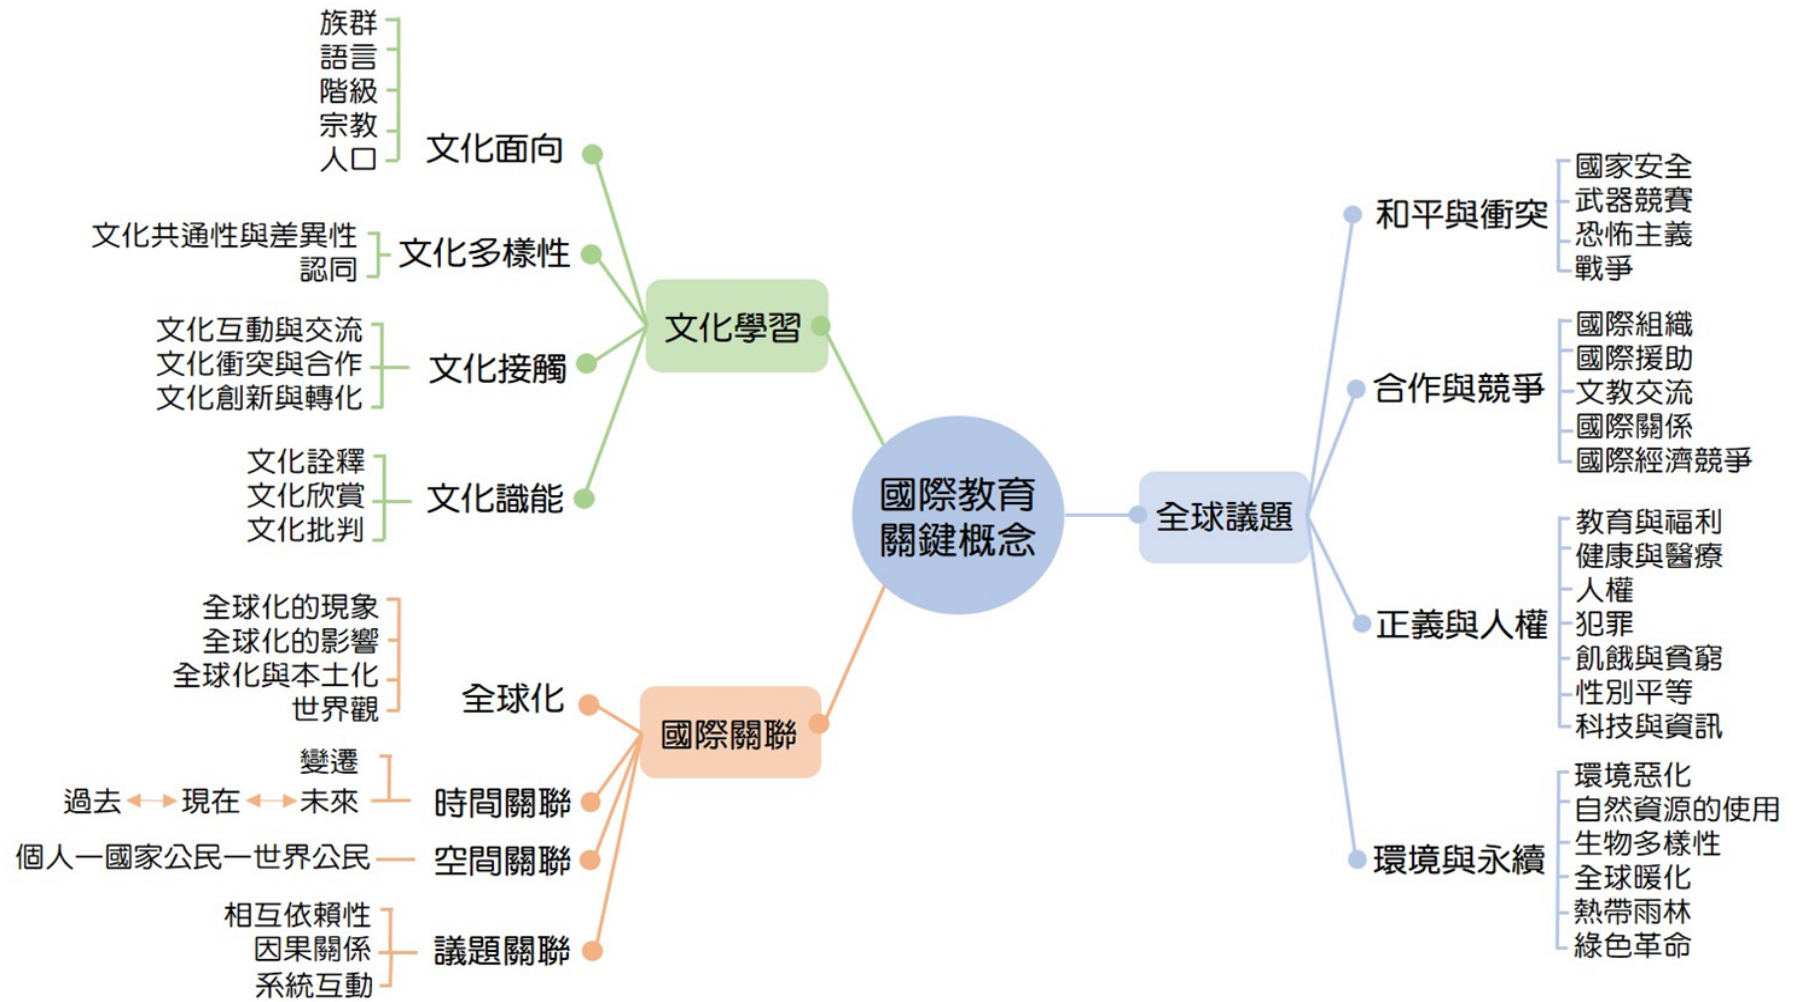 國際教育
關鍵概念
文化學習
文化面向
族群
語言
階級
宗教
人口
文化多樣性
文化共通性與差異性
認同
文化接觸
文化互動與交流
文化衝突與合作
文化創新與轉化
文化識能
文化詮釋
文化欣賞
文化批判
國際關聯
全球化
全球化的現象
全球化的影響
全球化與本土化
世界觀
時間關聯
變遷
過去 現在 未來
空間關聯
個人—國家公民—世界公民
議題關聯
相互依賴性
因果關係
系統互動
全球議題
和平與衝突
國家安全
武器競賽
恐怖主義
戰爭
合作與競爭
國際組織
國際援助
文教交流
國際關係
國際經濟競爭
正義與人權
教育與福利
健康與醫療
人權
犯罪
飢餓與貧窮
性別平等
科技與資訊
環境與永續
環境惡化
自然資源的使用
生物多樣性
全球暖化
熱帶雨林
綠色革命